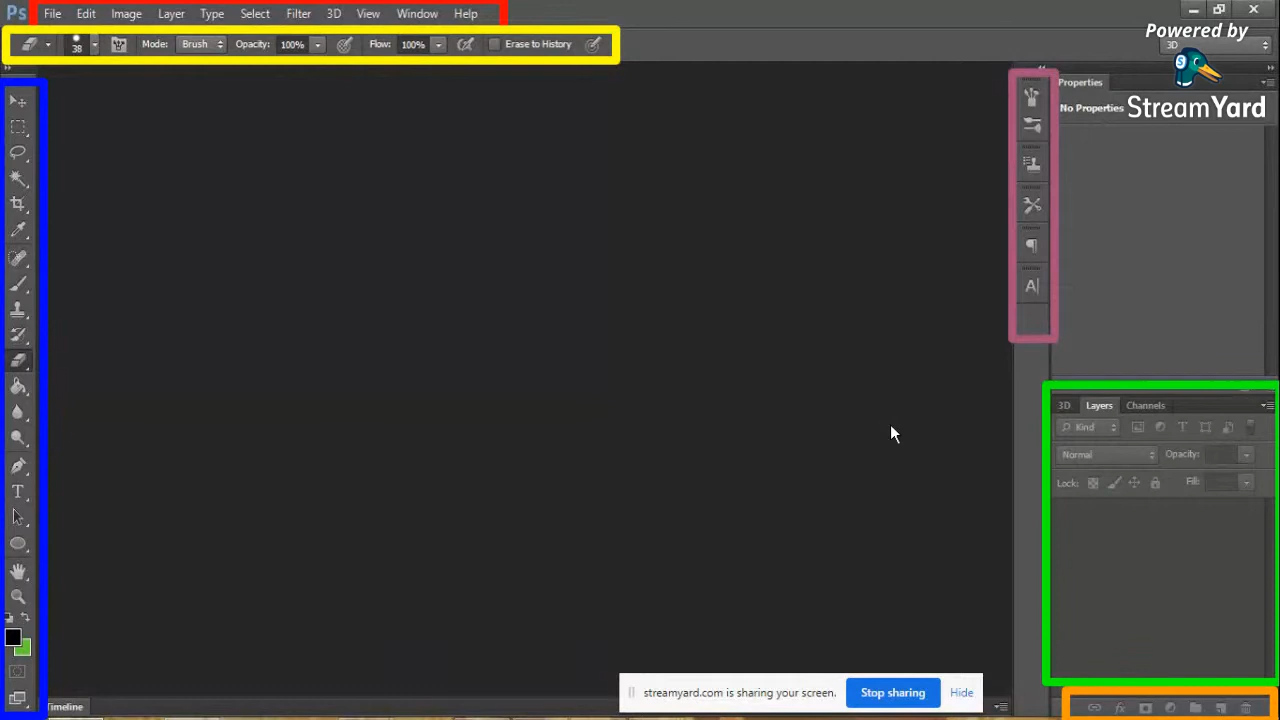 Ps File Edit Image Layer Type Select Filter 3D View Window Help
Powered by
38 Mode: Brush Opacity: 100% Flow: 100% Erase to History 3D
StreamYard
Properties
No Properties
3D Layers Channels
Kind
Normal Opacity:
Lock: Fill:
streamyard.com is sharing your screen. Stop sharing Hide
Timeline